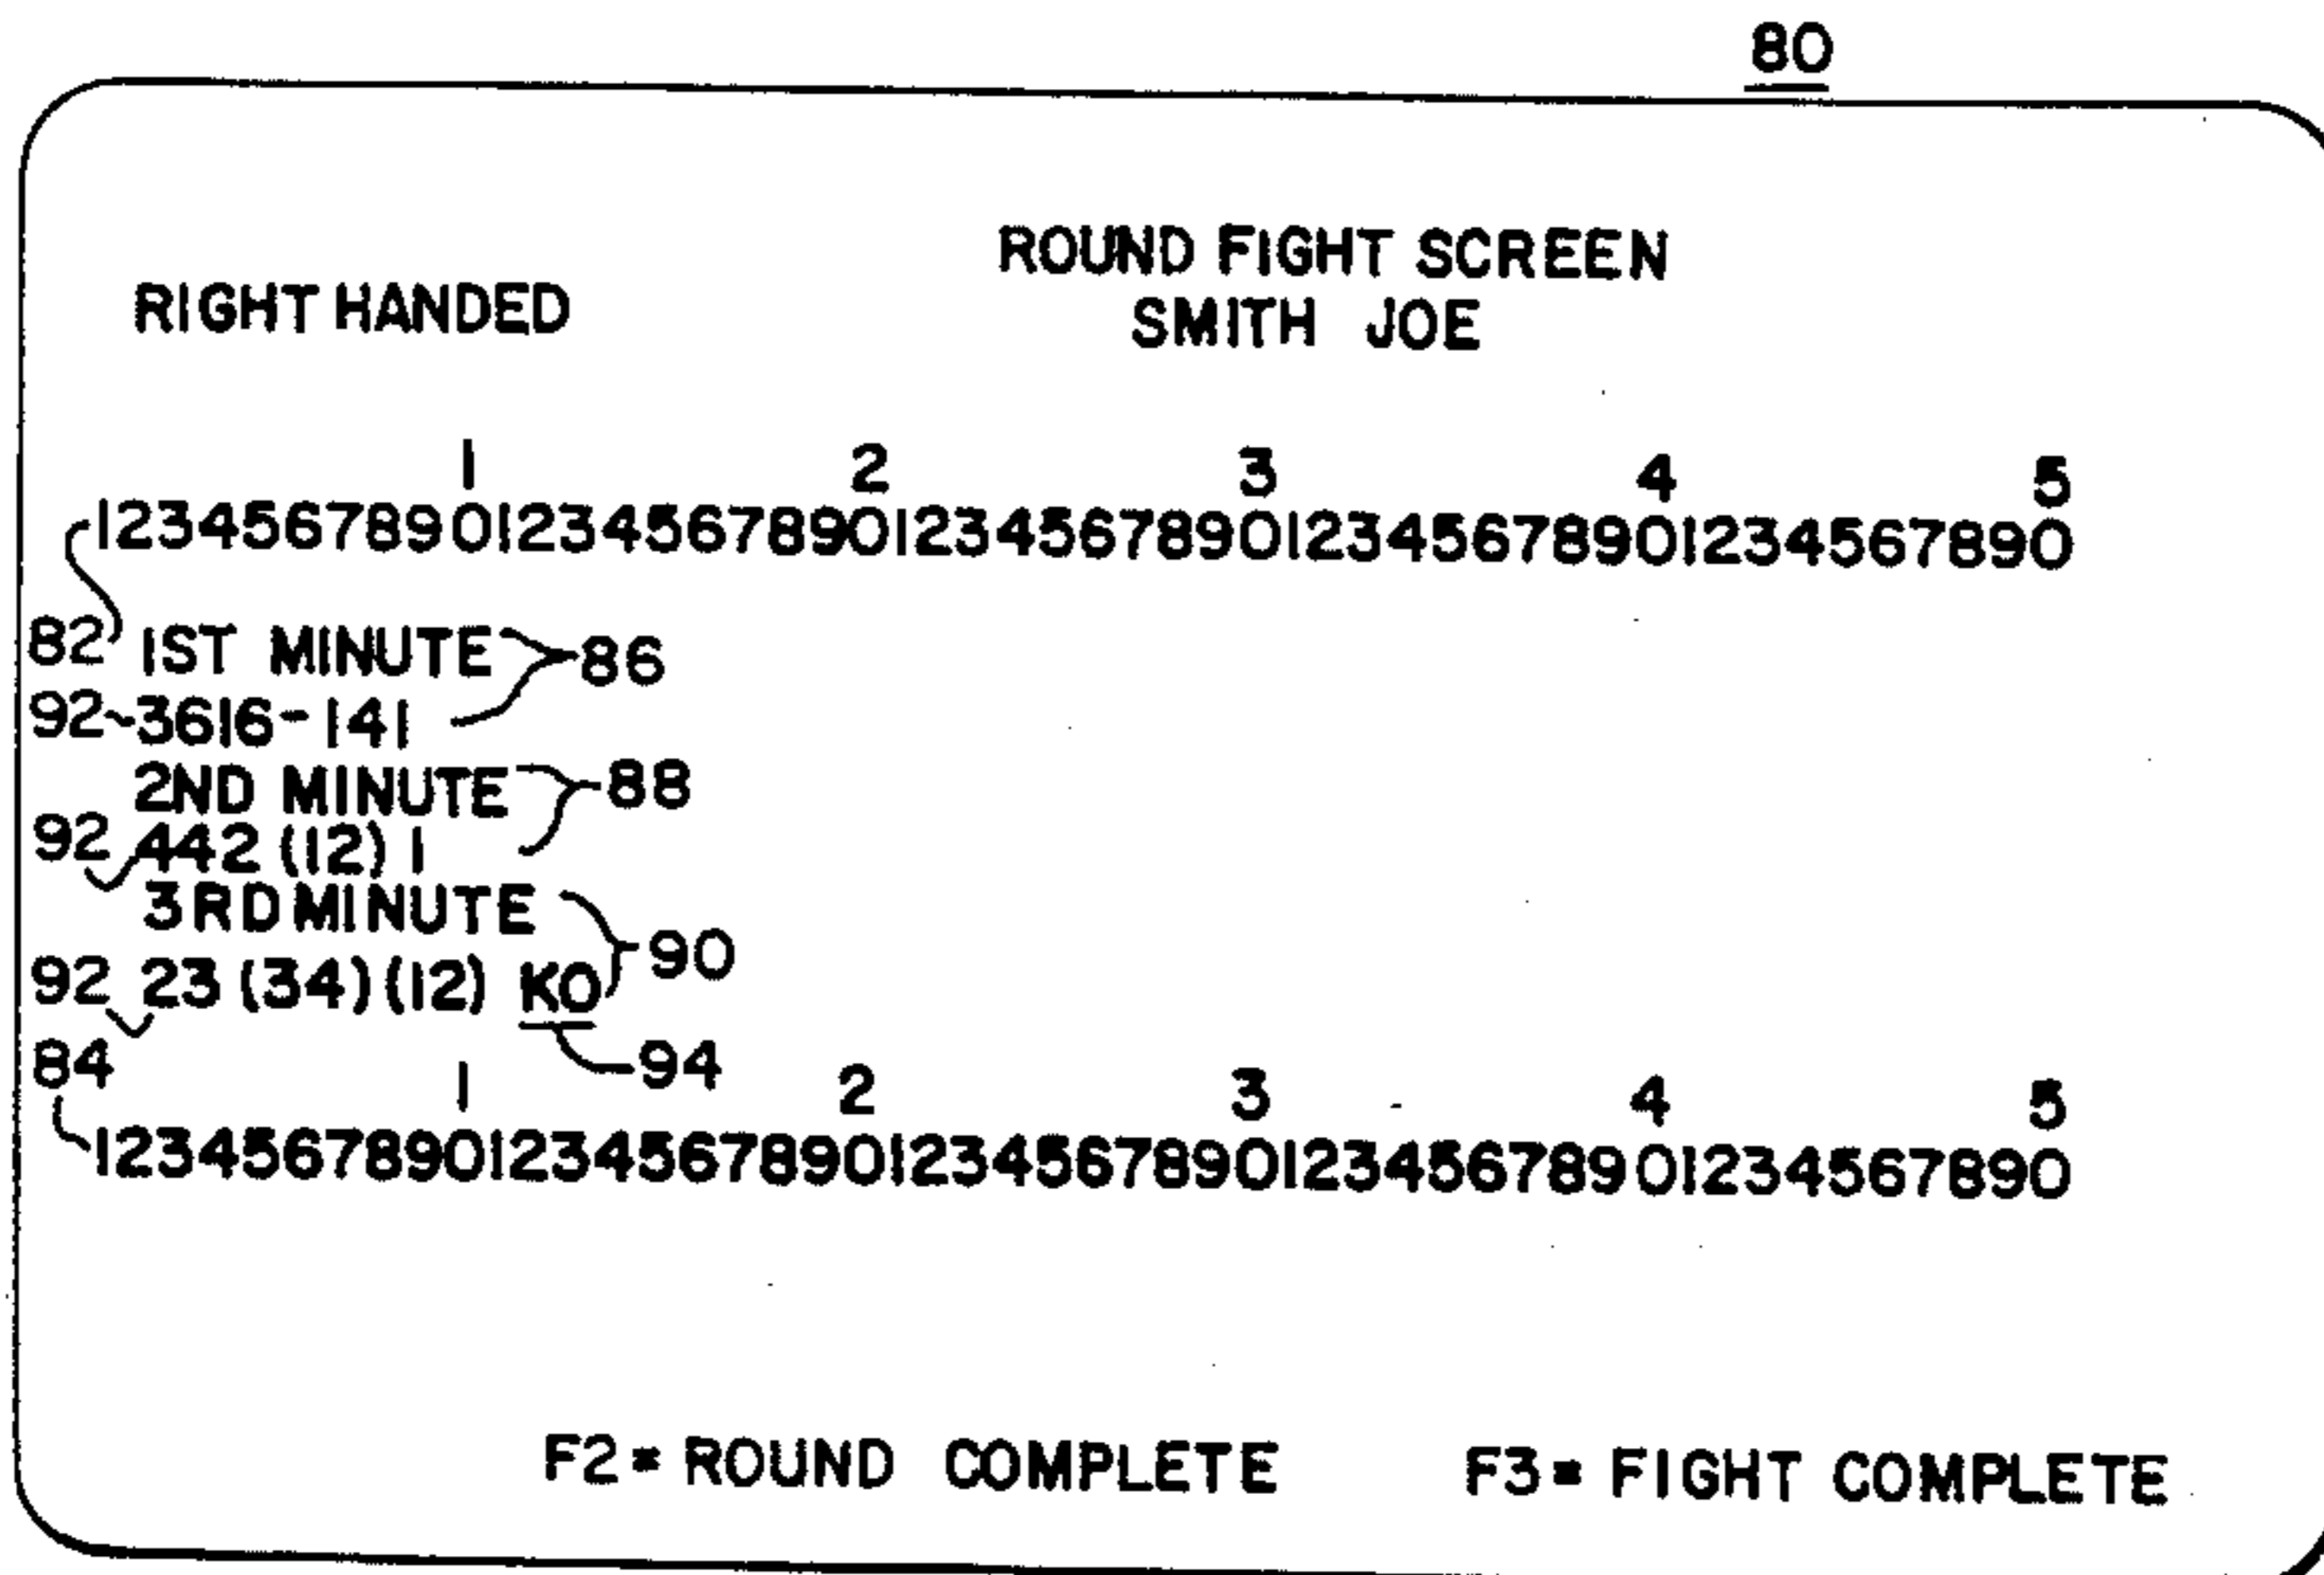 80
ROUND FIGHT SCREEN
RIGHT HANDED
SMITH JOE
1 2 3 4 5
12345678901234567890123456789012345678901234567890
82 1ST MINUTE 86
92 3616-141
2ND MINUTE 88
92 442 (12) 1
3RD MINUTE
92 23 (34) (12) KO 90
84 94
1 2 3 4 5
12345678901234567890123456789012345678901234567890
F2= ROUND COMPLETE F3= FIGHT COMPLETE